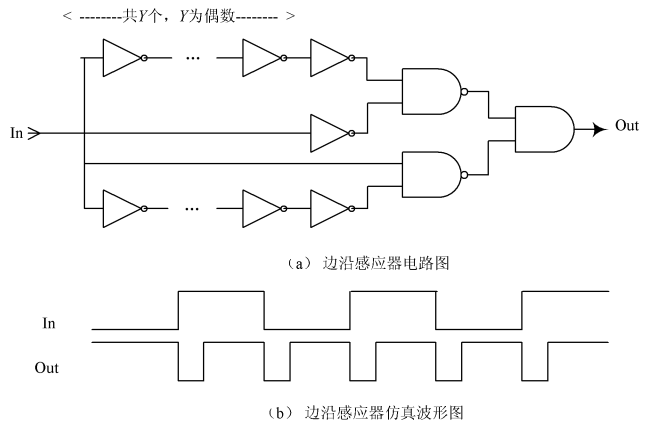 < --------共Y个，Y为偶数-------- >
...
In
Out
...
（a） 边沿感应器电路图
In
Out
（b） 边沿感应器仿真波形图